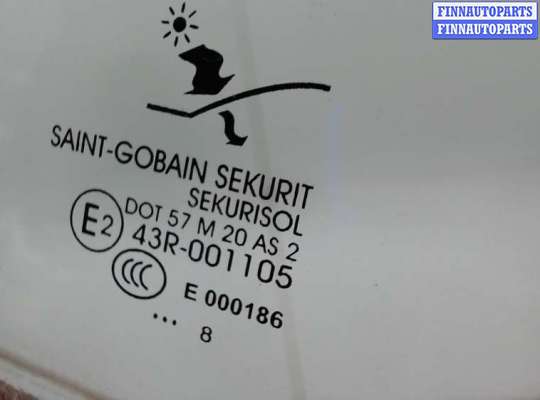 FINNAUTOPARTS
FINNAUTOPARTS
SAINT-GOBAIN SEKURIT
SEKURISOL
DOT 57 M 20 AS 2
E2 43R-001105
CCC E 000186
... 8